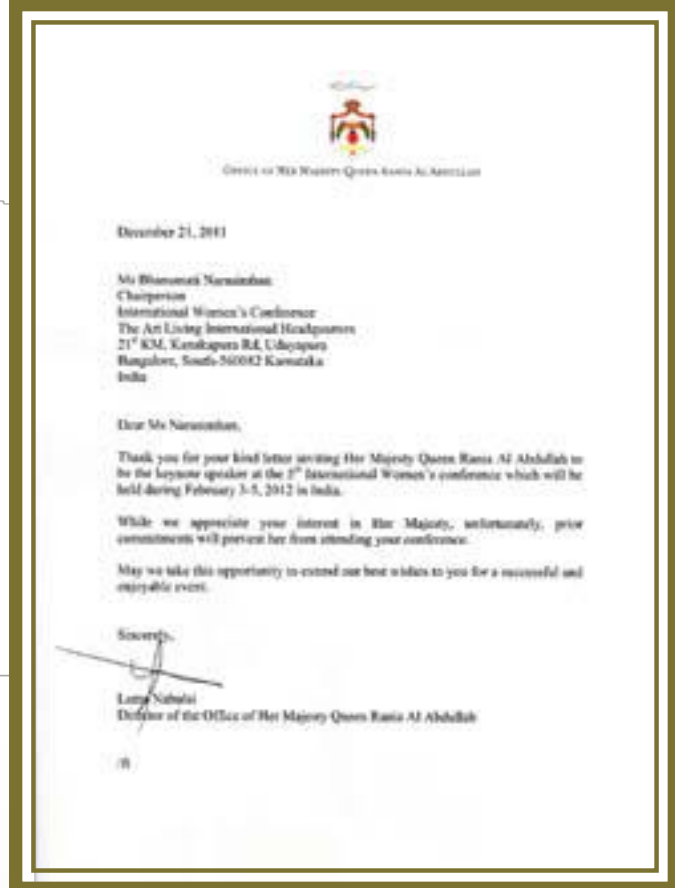 OFFICE OF HER MAJESTY QUEEN RANIA AL ABDULLAH
December 21, 2011
Ms Bhanumati Narasimhan
Chairperson
International Women's Conference
The Art Living International Headquarters
21st KM, Kanakapura Rd, Udayapura
Bangalore, South-560082 Karnataka
India
Dear Ms Narasimhan,
Thank you for your kind letter inviting Her Majesty Queen Rania Al Abdullah to
be the keynote speaker at the 5th International Women's conference which will be
held during February 3-5, 2012 in India.
While we appreciate your interest in Her Majesty, unfortunately, prior
commitments will prevent her from attending your conference.
May we take this opportunity to extend our best wishes to you for a successful and
enjoyable event.
Sincerely,
Nabulsi
Director of the Office of Her Majesty Queen Rania Al Abdullah